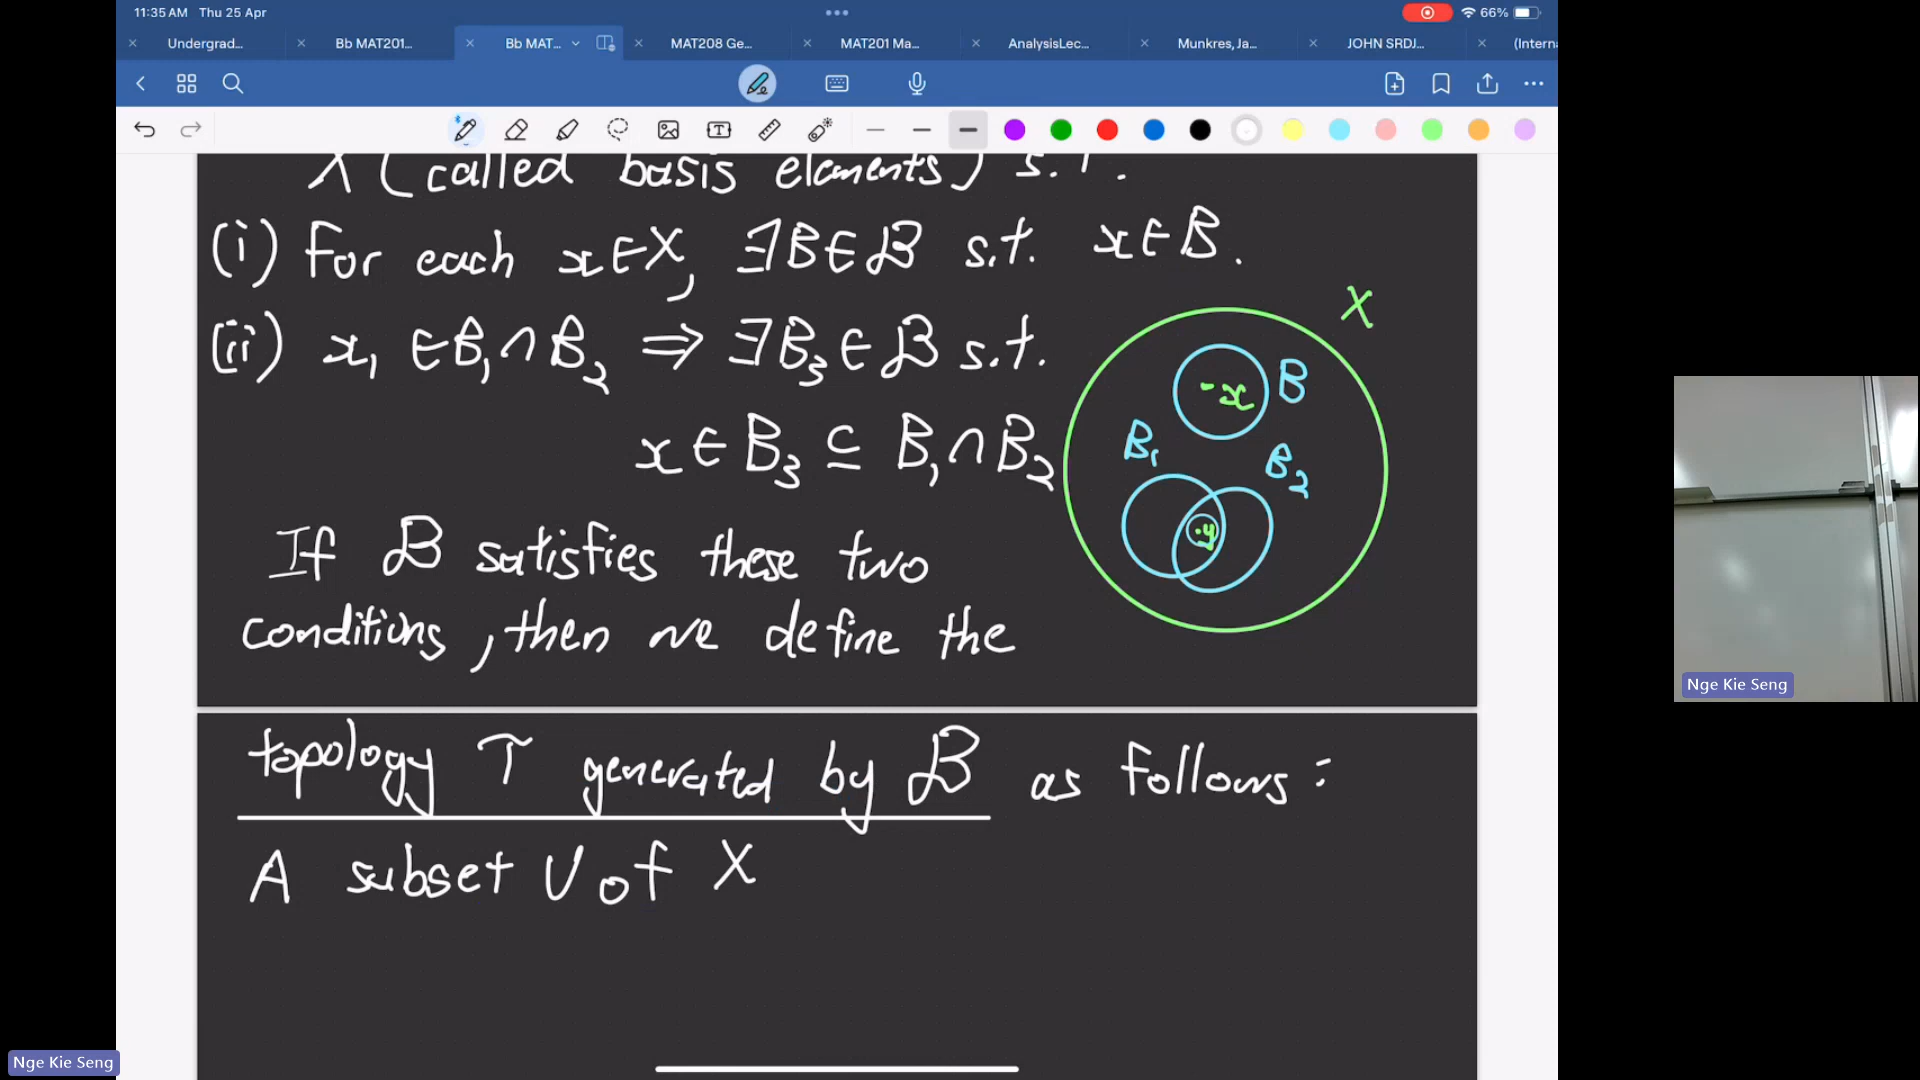 11:35 AM Thu 25 Apr
66%
Undergrad...
Bb MAT201...
Bb MAT...
MAT208 Ge...
MAT201 Ma...
AnalysisLec...
Munkres, Ja...
JOHN SRDJ...
(Intern
X (called basis elements) s.t.
(i) For each x∈X, ∃B∈ℬ s.t. x∈B.
(ii) x₁ ∈B₁∩B₂ ⇒ ∃B₃∈ℬ s.t.
x∈B₃ ⊆ B₁∩B₂
X
·x B
B₁
B₂
·y
If ℬ satisfies these two
conditions, then we define the
topology T generated by ℬ as follows:
A subset U of X
Nge Kie Seng
Nge Kie Seng